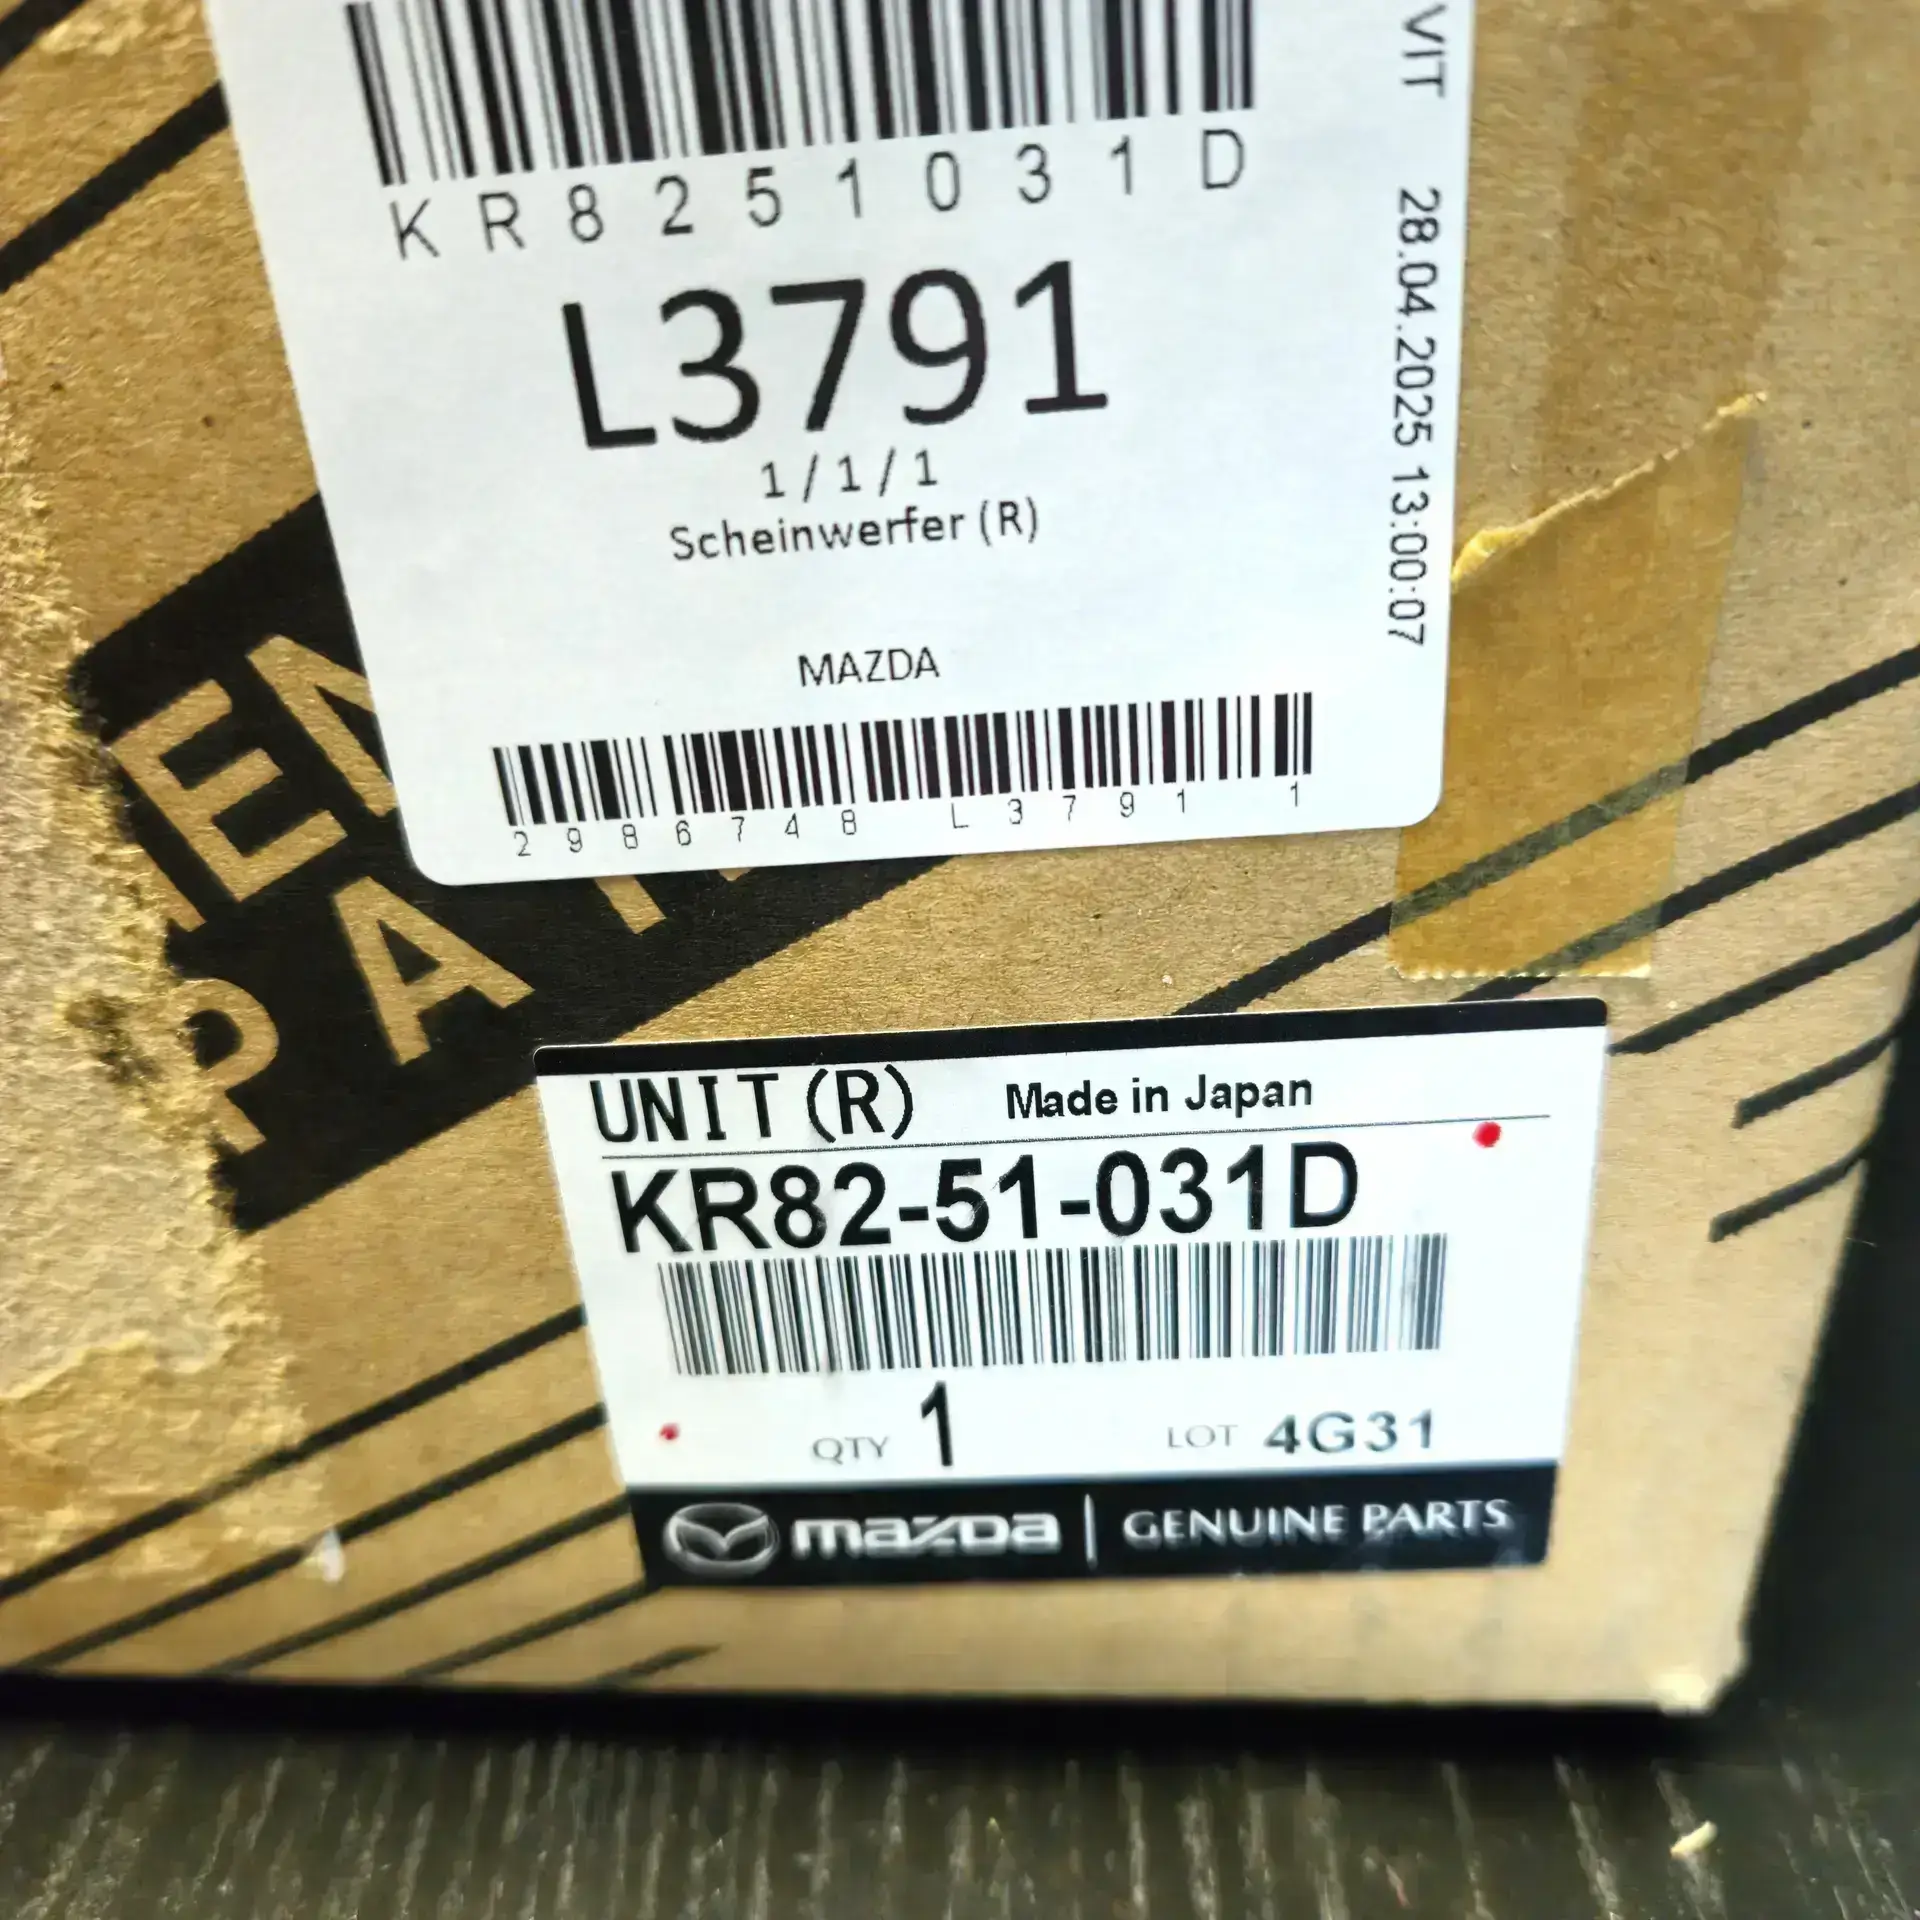 KR8251031D
L3791
1/1/1
Scheinwerfer (R)
MAZDA
2986748 L3791 1
VIT 28.04.2025 13:00:07
UNIT (R) Made in Japan
KR82-51-031D
QTY 1 LOT 4G31
mazda | GENUINE PARTS